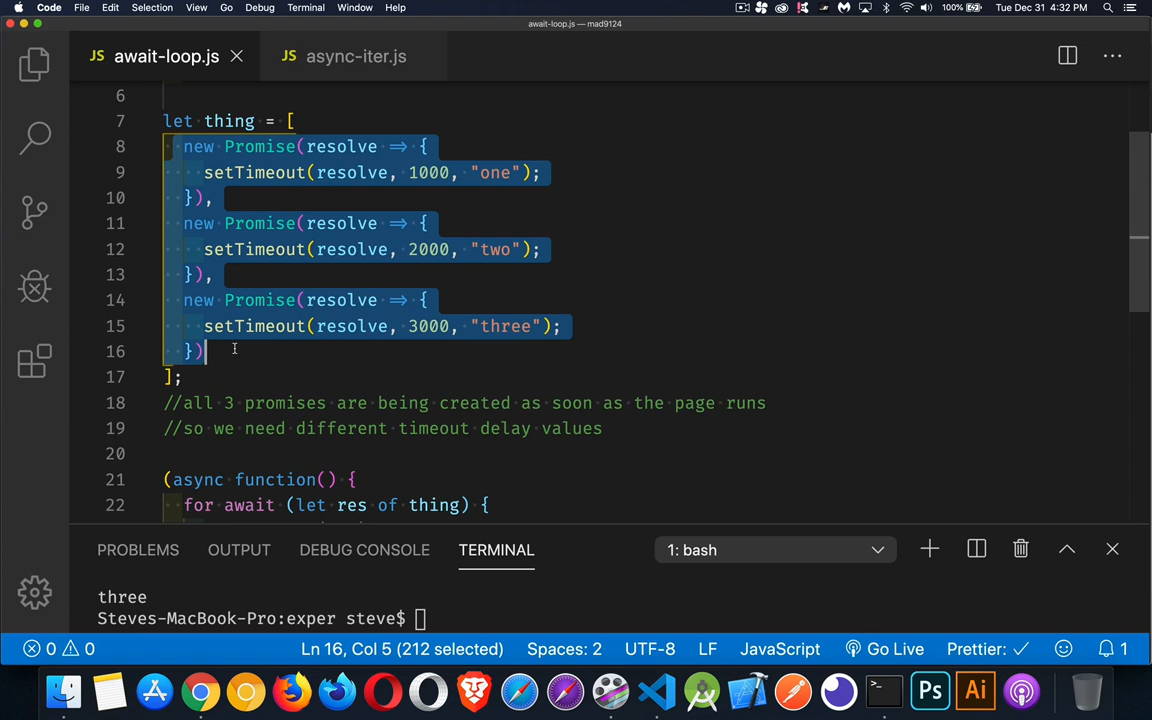 Code File Edit Selection View Go Debug Terminal Window Help 100% Tue Dec 31 4:32 PM
await-loop.js — mad9124
JS await-loop.js JS async-iter.js
6
7 let thing = [
8 new Promise(resolve => {
9 setTimeout(resolve, 1000, "one");
10 }),
11 new Promise(resolve => {
12 setTimeout(resolve, 2000, "two");
13 }),
14 new Promise(resolve => {
15 setTimeout(resolve, 3000, "three");
16 })
17 ];
18 //all 3 promises are being created as soon as the page runs
19 //so we need different timeout delay values
20
21 (async function() {
22 for await (let res of thing) {
PROBLEMS OUTPUT DEBUG CONSOLE TERMINAL 1: bash
three
Steves-MacBook-Pro:exper steve$
0 0 Ln 16, Col 5 (212 selected) Spaces: 2 UTF-8 LF JavaScript Go Live Prettier: ✓ 1
Ps Ai